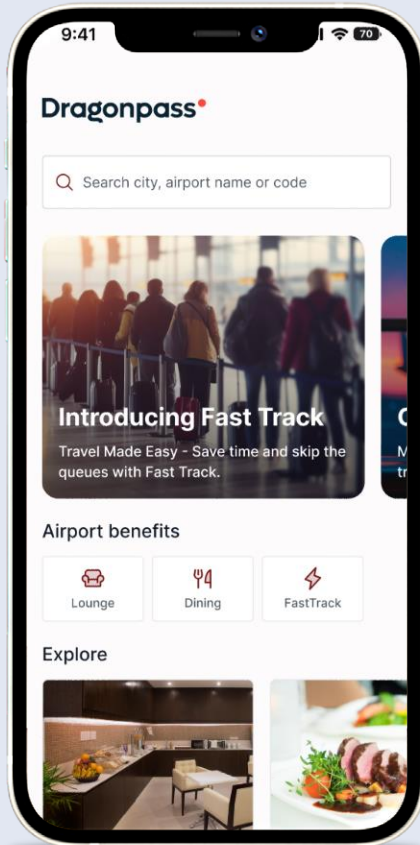 9:41
70
Dragonpass
Search city, airport name or code
Introducing Fast Track
Travel Made Easy - Save time and skip the
queues with Fast Track.
Airport benefits
Lounge
Dining
FastTrack
Explore